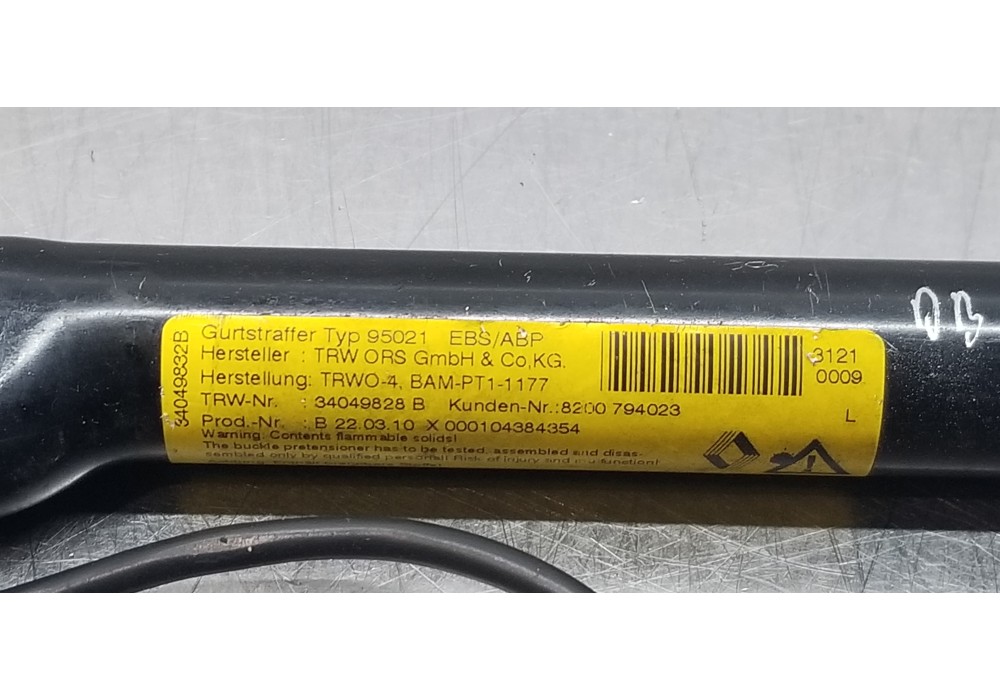 34049832B
Gurtstraffer Typ 95021 EBS/ABP
Hersteller : TRW ORS GmbH & Co,KG.
Herstellung: TRWO-4, BAM-PT1-1177
TRW-Nr. : 34049828 B Kunden-Nr.:8200 794023
Prod.-Nr. : B 22.03.10 X 000104384354
Warning: Contents flammable solids!
The buckle pretensioner has to be tested, assembled and disas-
sembled only by qualified personal! Risk of injury and malfunction!
3121
0009
L